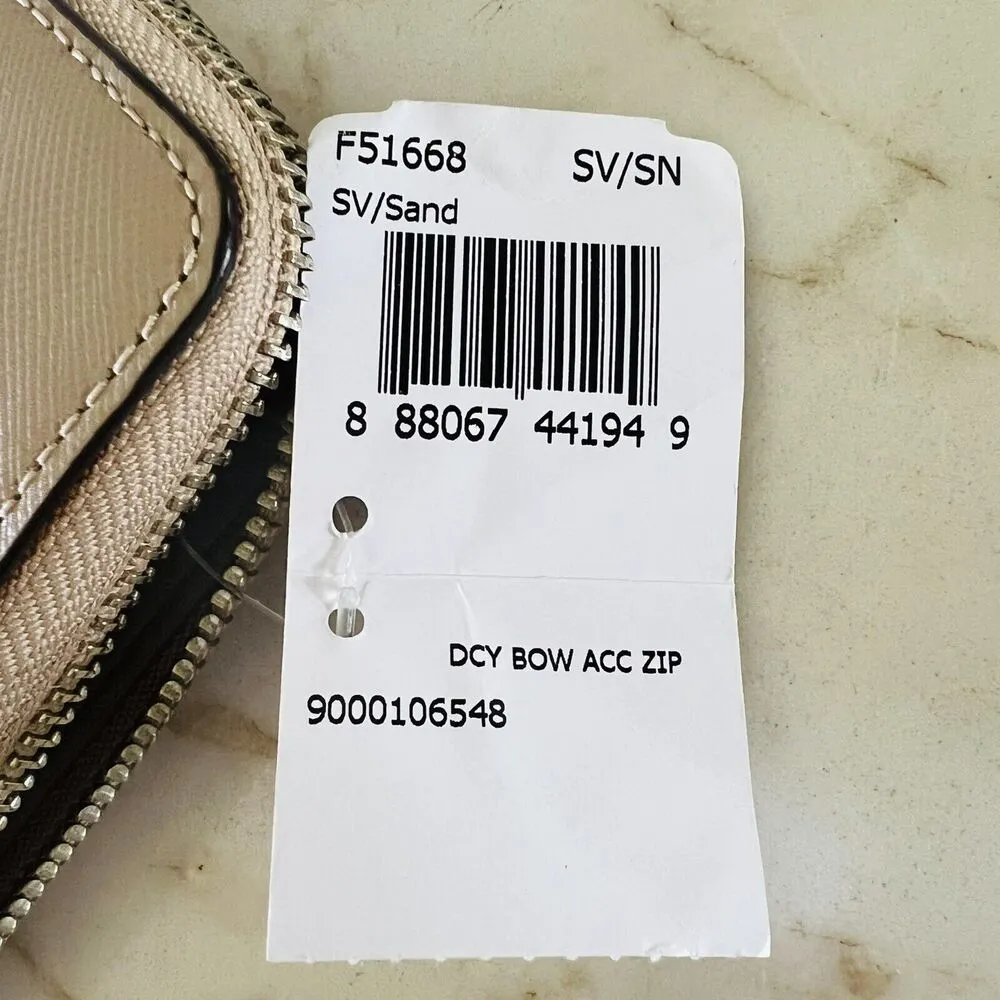 F51668 SV/SN
SV/Sand
8 88067 44194 9
DCY BOW ACC ZIP
9000106548